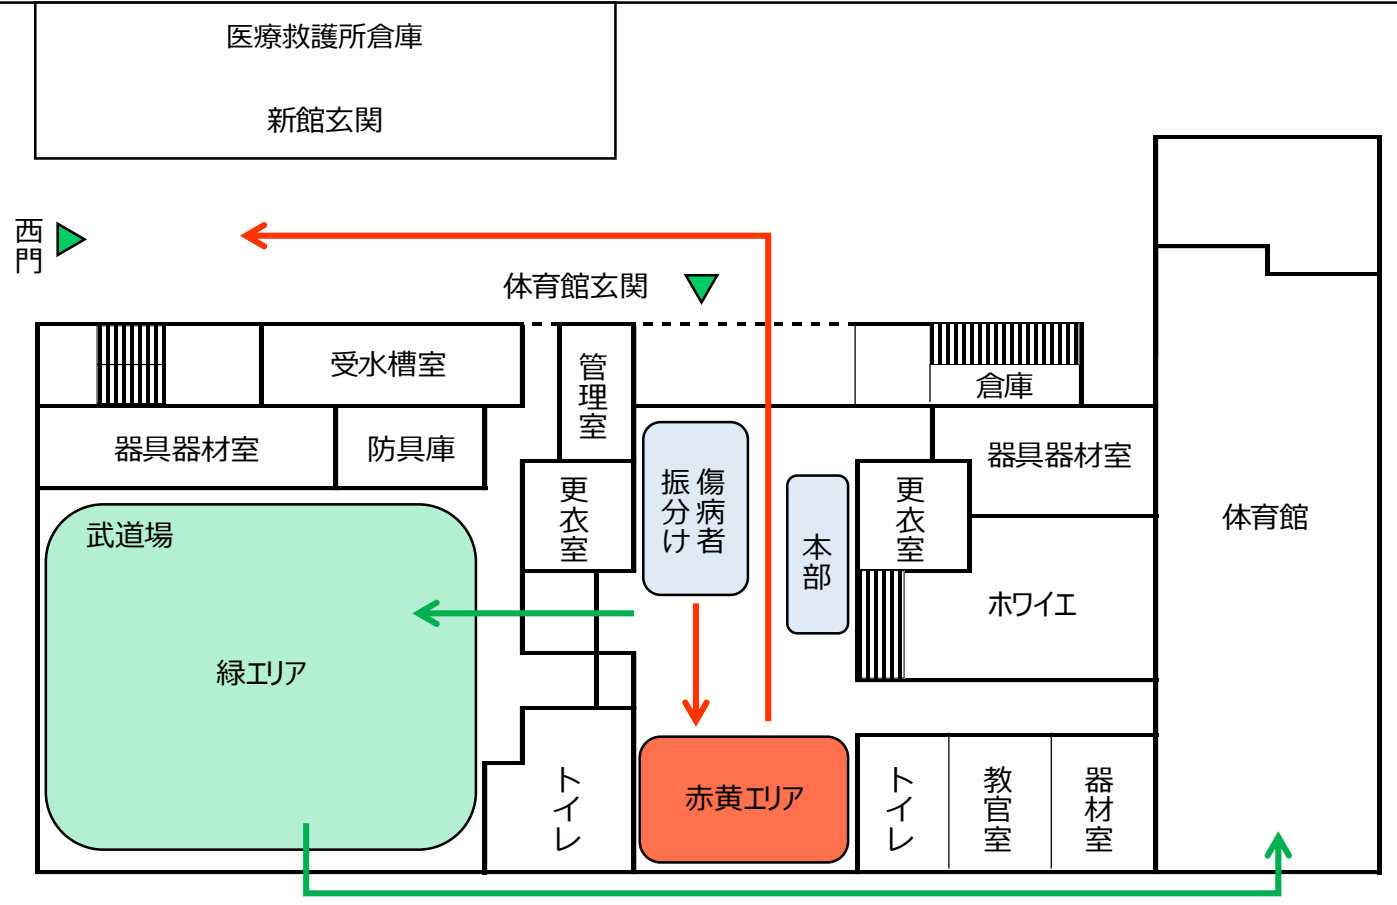 医療救護所倉庫
新館玄関
西門
体育館玄関
受水槽室
管理室
倉庫
器具器材室
防具庫
器具器材室
更衣室
傷病者
振分け
本部
更衣室
体育館
武道場
ホワイエ
緑エリア
トイレ
赤黄エリア
トイレ
教官室
器材室